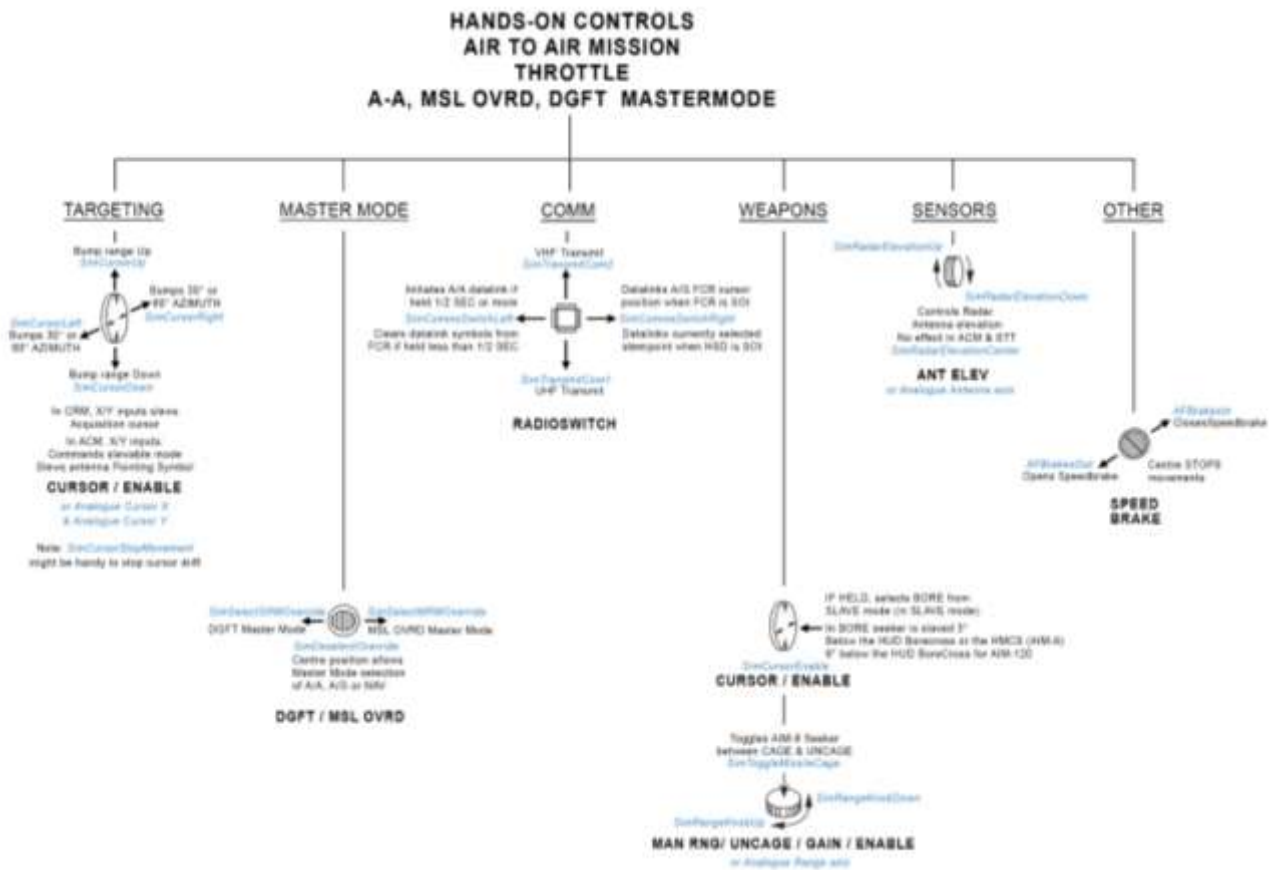 HANDS-ON CONTROLS
AIR TO AIR MISSION
THROTTLE
A-A, MSL OVRD, DGFT MASTERMODE
TARGETING
Bump range Up
SimCursorUp
Bumps 30° or
60° AZIMUTH
SimCursorRight
SimCursorLeft
Bumps 30° or
60° AZIMUTH
Bump range Down
SimCursorDown
In CRM, X/Y inputs slews
Acquisition cursor
In ACM, X/Y inputs
Commands slewable mode
Slews antenna Pointing Symbol
CURSOR / ENABLE
or Analogue Cursor X
& Analogue Cursor Y
Note: SimCursorStopMovement
might be handy to stop cursor drift
MASTER MODE
SimSelectSRMOverride
DGFT Master Mode
SimSelectMRMOverride
MSL OVRD Master Mode
SimDeselectOverride
Centre position allows
Master Mode selection
of A/A, A/G or NAV
DGFT / MSL OVRD
COMM
VHF Transmit
SimTransmitCom2
Initiates A/A datalink if
held 1/2 SEC or more
SimCommsSwitchLeft
Clears datalink symbols from
FCR if held less than 1/2 SEC
Datalinks A/G FCR cursor
position when FCR is SOI
SimCommsSwitchRight
Datalinks currently selected
steerpoint when HSD is SOI
SimTransmitCom1
UHF Transmit
RADIOSWITCH
WEAPONS
IF HELD, selects BORE from
SLAVE mode (in SLAVE mode)
In BORE seeker is slaved 3°
Below the HUD Borecross or the HMCS (AIM-9)
6° below the HUD BoreCross for AIM-120
SimCursorEnable
CURSOR / ENABLE
Toggles AIM-9 Seeker
between CAGE & UNCAGE
SimToggleMissileCage
SimRangeKnobDown
SimRangeKnobUp
MAN RNG/ UNCAGE / GAIN / ENABLE
or Analogue Range axis
SENSORS
SimRadarElevationUp
SimRadarElevationDown
Controls Radar
Antenna elevation
No effect in ACM & STT
SimRadarElevationCenter
ANT ELEV
or Analogue Antenna axis
OTHER
AFBrakesIn
ClosesSpeedbrake
AFBrakesOut
Opens Speedbrake
Centre STOPS
movements
SPEED
BRAKE